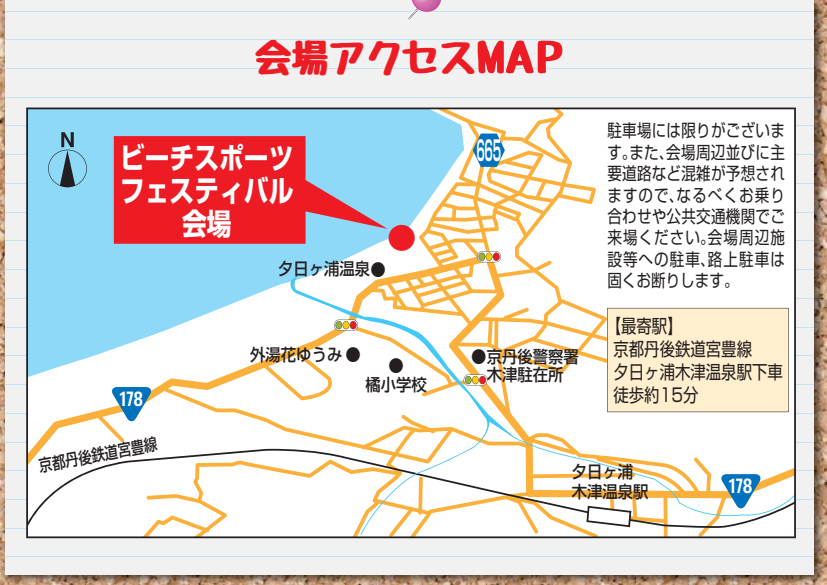 会場アクセスMAP
N
ビーチスポーツ
フェスティバル
会場
665
駐車場には限りがございま
す。また、会場周辺並びに主
要道路など混雑が予想され
ますので、なるべくお乗り
合わせや公共交通機関でご
来場ください。会場周辺施
設等への駐車、路上駐車は
固くお断りします。
夕日ヶ浦温泉
【最寄駅】
京都丹後鉄道宮豊線
夕日ヶ浦木津温泉駅下車
徒歩約15分
外湯花ゆうみ
橘小学校
京丹後警察署
木津駐在所
178
京都丹後鉄道宮豊線
夕日ヶ浦
木津温泉駅
178